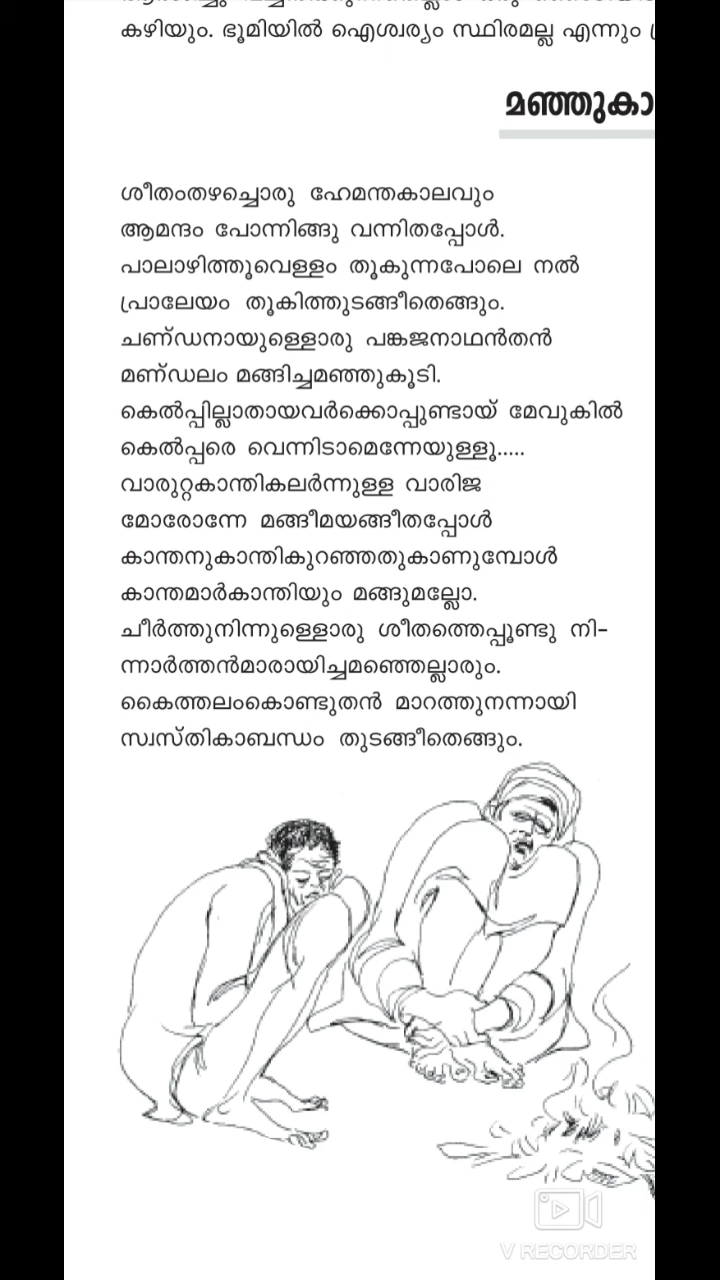 കഴിയും. ഭൂമിയിൽ ഐശ്വര്യം സ്ഥിരമല്ല എന്നും
മഞ്ഞുകാ
ശീതംതഴച്ചൊരു ഹേമന്തകാലവും
ആമന്ദം പോന്നിങ്ങു വന്നിതപ്പോൾ.
പാലാഴിത്തൂവെള്ളം തൂകുന്നപോലെ നൽ
പ്രാലേയം തൂകിത്തുടങ്ങീതെങ്ങും.
ചണ്ഡനായുള്ളൊരു പങ്കജനാഥൻതൻ
മണ്ഡലം മങ്ങിച്ചമഞ്ഞുകൂടി.
കെൽപ്പില്ലാതായവർക്കൊപ്പുണ്ടായ് മേവുകിൽ
കെൽപ്പരെ വെന്നിടാമെന്നേയുള്ളൂ.....
വാരുറ്റകാന്തികലർന്നുള്ള വാരിജ
മോരോന്നേ മങ്ങീമയങ്ങീതപ്പോൾ
കാന്തനുകാന്തികുറഞ്ഞതുകാണുമ്പോൾ
കാന്തമാർകാന്തിയും മങ്ങുമല്ലോ.
ചീർത്തുനിന്നുള്ളൊരു ശീതത്തെപ്പൂണ്ടു നി-
ന്നാർത്തൻമാരായിച്ചമഞ്ഞെല്ലാരും.
കൈത്തലംകൊണ്ടുതൻ മാറത്തുനന്നായി
സ്വസ്തികാബന്ധം തുടങ്ങീതെങ്ങും.
V RECORDER